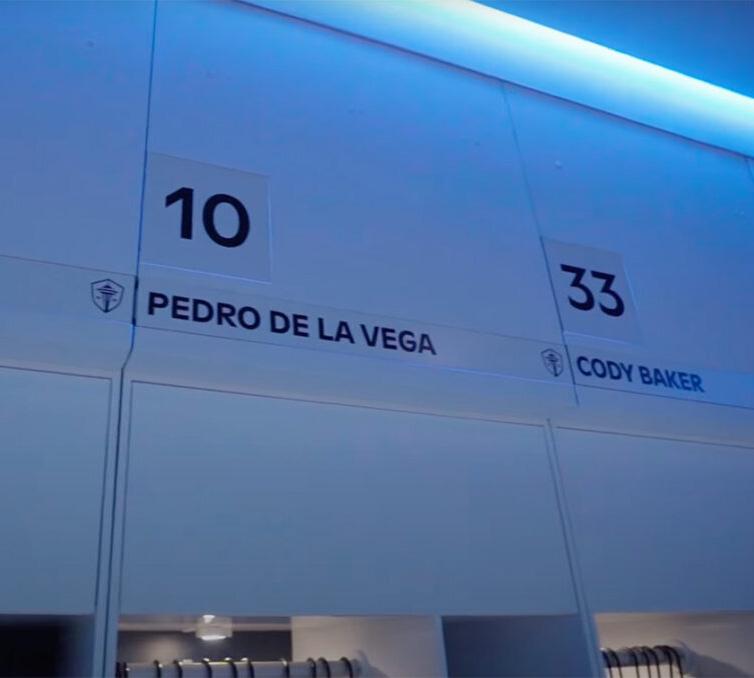 10
PEDRO DE LA VEGA
33
CODY BAKER